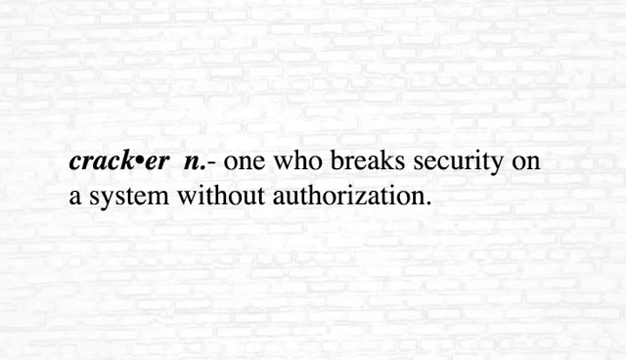 crack•er n.- one who breaks security on
a system without authorization.